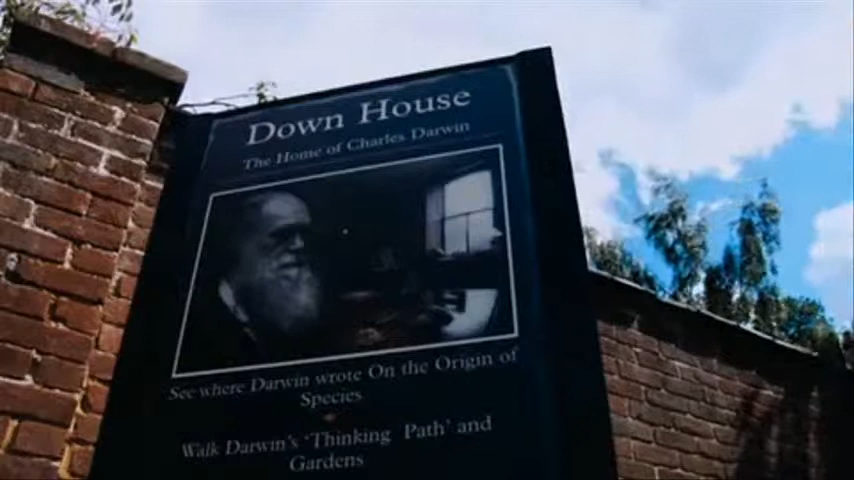 Down House
The Home of Charles Darwin
See where Darwin wrote On the Origin of
Species
Walk Darwin's 'Thinking Path' and
Gardens